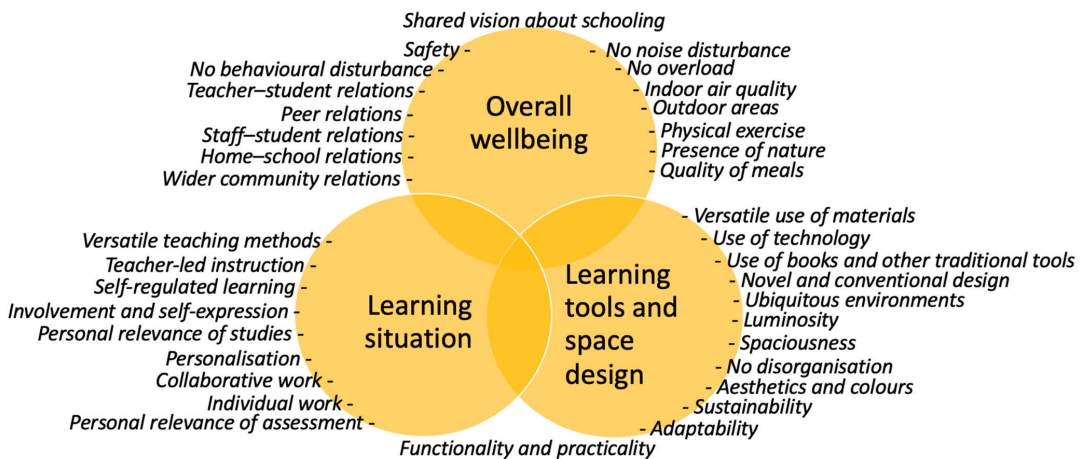 Shared vision about schooling
Safety -
No behavioural disturbance -
Teacher–student relations -
Peer relations -
Staff–student relations -
Home–school relations -
Wider community relations -
- No noise disturbance
- No overload
- Indoor air quality
- Outdoor areas
- Physical exercise
- Presence of nature
- Quality of meals
Overall
wellbeing
Versatile teaching methods -
Teacher-led instruction -
Self-regulated learning -
Involvement and self-expression -
Personal relevance of studies -
Personalisation -
Collaborative work -
Individual work -
Personal relevance of assessment -
Learning
situation
Learning
tools and
space
design
- Versatile use of materials
- Use of technology
- Use of books and other traditional tools
- Novel and conventional design
- Ubiquitous environments
- Luminosity
- Spaciousness
- No disorganisation
- Aesthetics and colours
- Sustainability
- Adaptability
Functionality and practicality